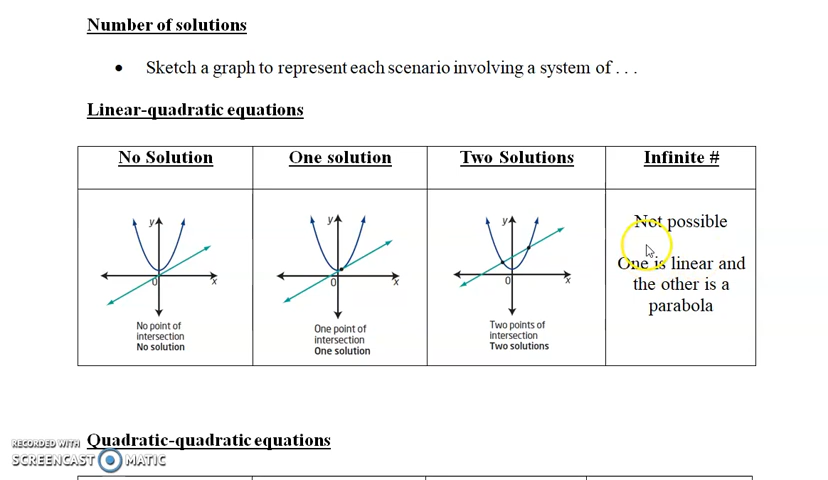 Number of solutions
• Sketch a graph to represent each scenario involving a system of . . .
Linear-quadratic equations
No Solution
One solution
Two Solutions
Infinite #
y
x
0
No point of
intersection
No solution
y
x
0
One point of
intersection
One solution
y
x
0
Two points of
intersection
Two solutions
Not possible
One is linear and
the other is a
parabola
Quadratic-quadratic equations
RECORDED WITH
SCREENCAST MATIC